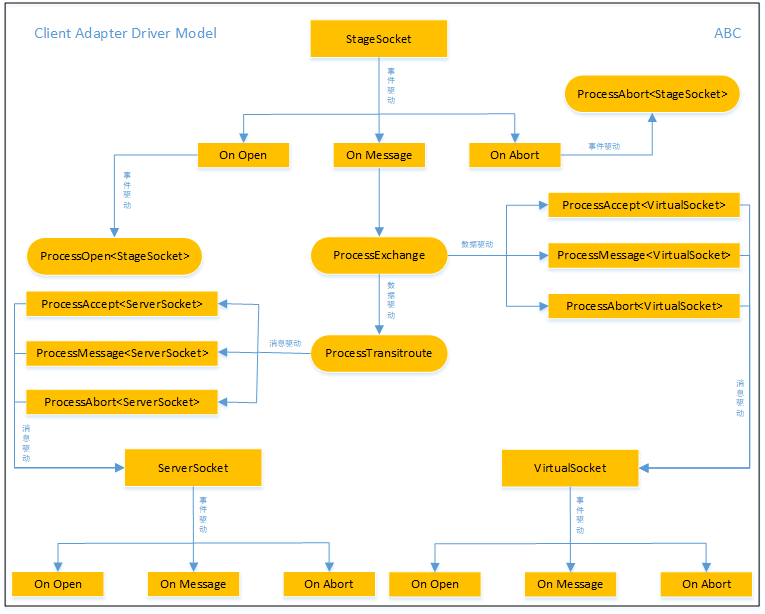 Client Adapter Driver Model
ABC
StageSocket
事件驱动
ProcessAbort<StageSocket>
On Open
On Message
On Abort
事件驱动
事件驱动
ProcessAccept<VirtualSocket>
ProcessOpen<StageSocket>
ProcessExchange
数据驱动
ProcessMessage<VirtualSocket>
数据驱动
ProcessAccept<ServerSocket>
ProcessAbort<VirtualSocket>
消息驱动
ProcessMessage<ServerSocket>
ProcessTransitroute
ProcessAbort<ServerSocket>
消息驱动
消息驱动
ServerSocket
VirtualSocket
事件驱动
事件驱动
On Open
On Message
On Abort
On Open
On Message
On Abort